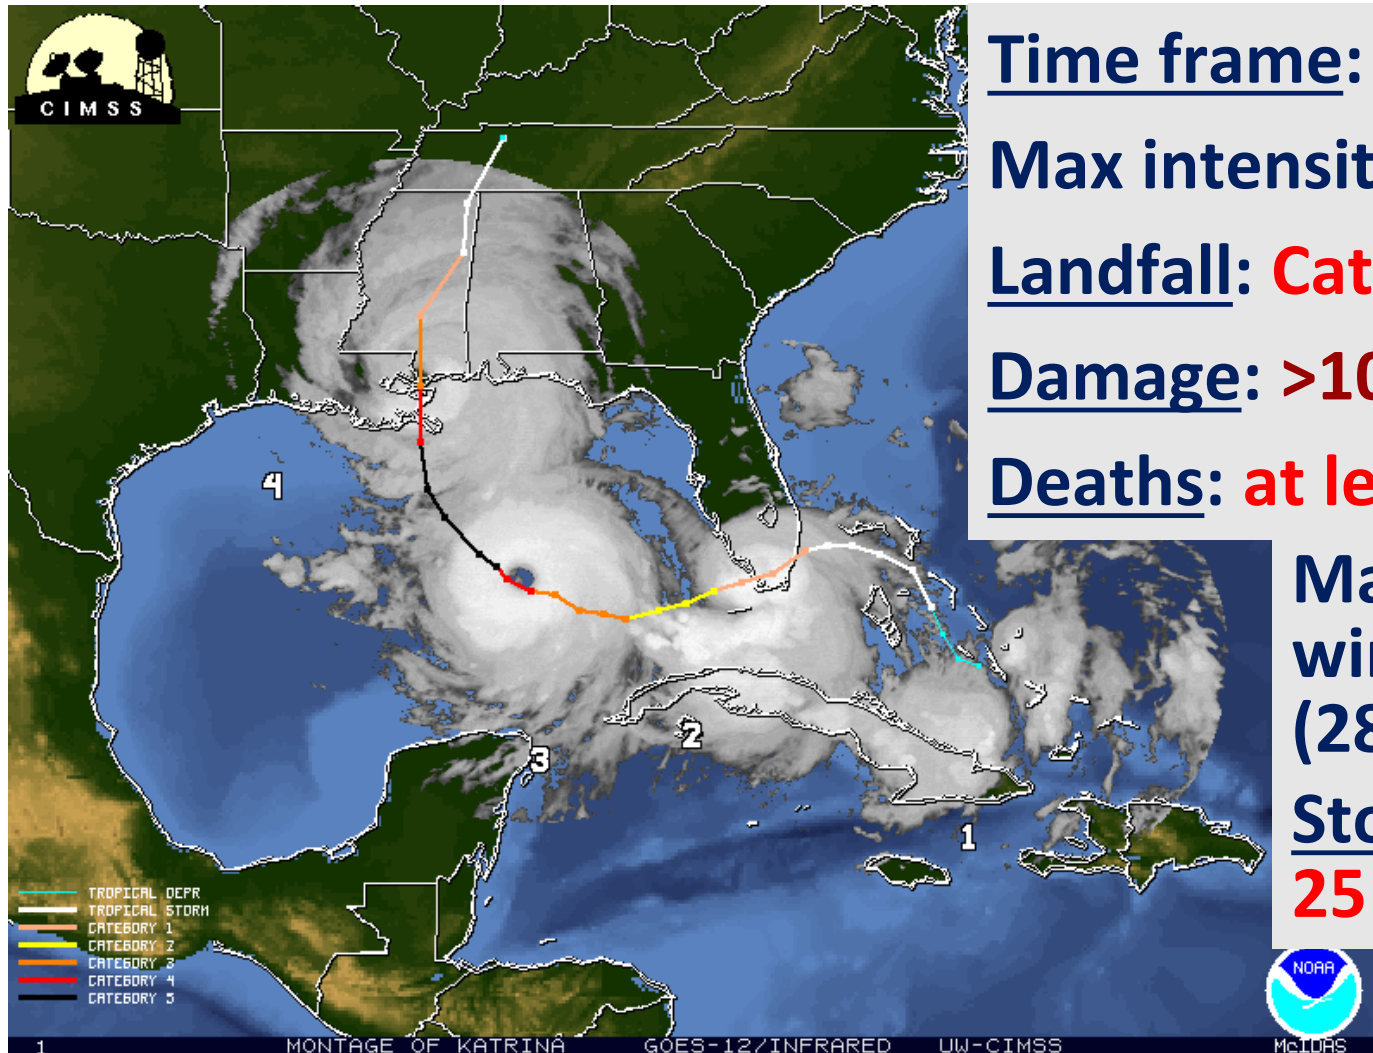 CIMSS
Time frame:
Max intensit
Landfall: Cat
Damage: >10
Deaths: at le
Ma
wi
(28
Sto
25
4
3
2
1
TROPICAL DEPR
TROPICAL STORM
CATEGORY 1
CATEGORY 2
CATEGORY 3
CATEGORY 4
CATEGORY 5
NOAA
1 MONTAGE OF KATRINA GOES-12/INFRARED UW-CIMSS McIDAS